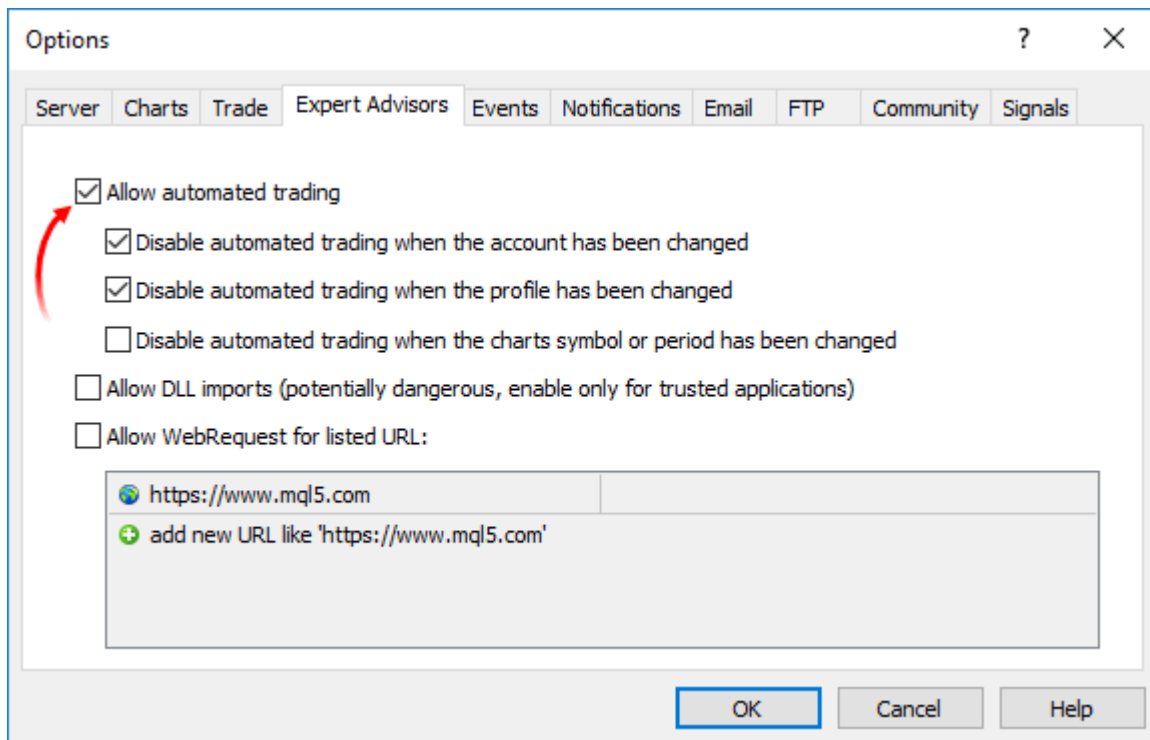 Options
Server Charts Trade Expert Advisors Events Notifications Email FTP Community Signals
Allow automated trading
Disable automated trading when the account has been changed
Disable automated trading when the profile has been changed
Disable automated trading when the charts symbol or period has been changed
Allow DLL imports (potentially dangerous, enable only for trusted applications)
Allow WebRequest for listed URL:
https://www.mql5.com
add new URL like 'https://www.mql5.com'
OK Cancel Help